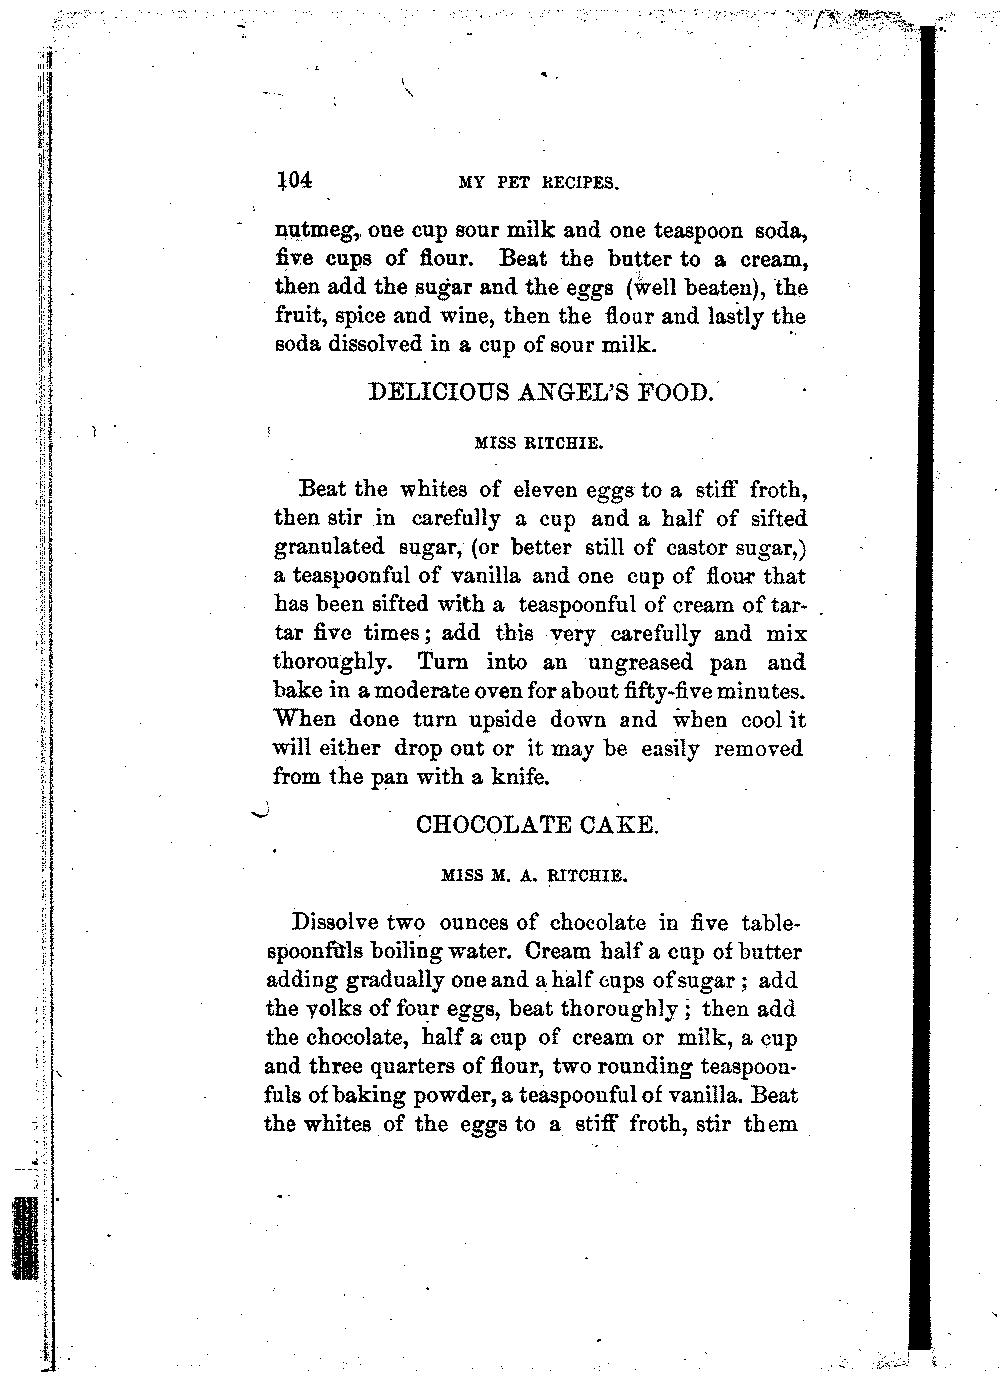 104 MY PET RECIPES.
nutmeg, one cup sour milk and one teaspoon soda,
five cups of flour. Beat the butter to a cream,
then add the sugar and the eggs (well beaten), the
fruit, spice and wine, then the flour and lastly the
soda dissolved in a cup of sour milk.
DELICIOUS ANGEL'S FOOD.
MISS RITCHIE.
Beat the whites of eleven eggs to a stiff froth,
then stir in carefully a cup and a half of sifted
granulated sugar, (or better still of castor sugar,)
a teaspoonful of vanilla and one cup of flour that
has been sifted with a teaspoonful of cream of tar-
tar five times; add this very carefully and mix
thoroughly. Turn into an ungreased pan and
bake in a moderate oven for about fifty-five minutes.
When done turn upside down and when cool it
will either drop out or it may be easily removed
from the pan with a knife.
CHOCOLATE CAKE.
MISS M. A. RITCHIE.
Dissolve two ounces of chocolate in five table-
spoonfuls boiling water. Cream half a cup of butter
adding gradually one and a half cups of sugar; add
the yolks of four eggs, beat thoroughly; then add
the chocolate, half a cup of cream or milk, a cup
and three quarters of flour, two rounding teaspoon-
fuls of baking powder, a teaspoonful of vanilla. Beat
the whites of the eggs to a stiff froth, stir them